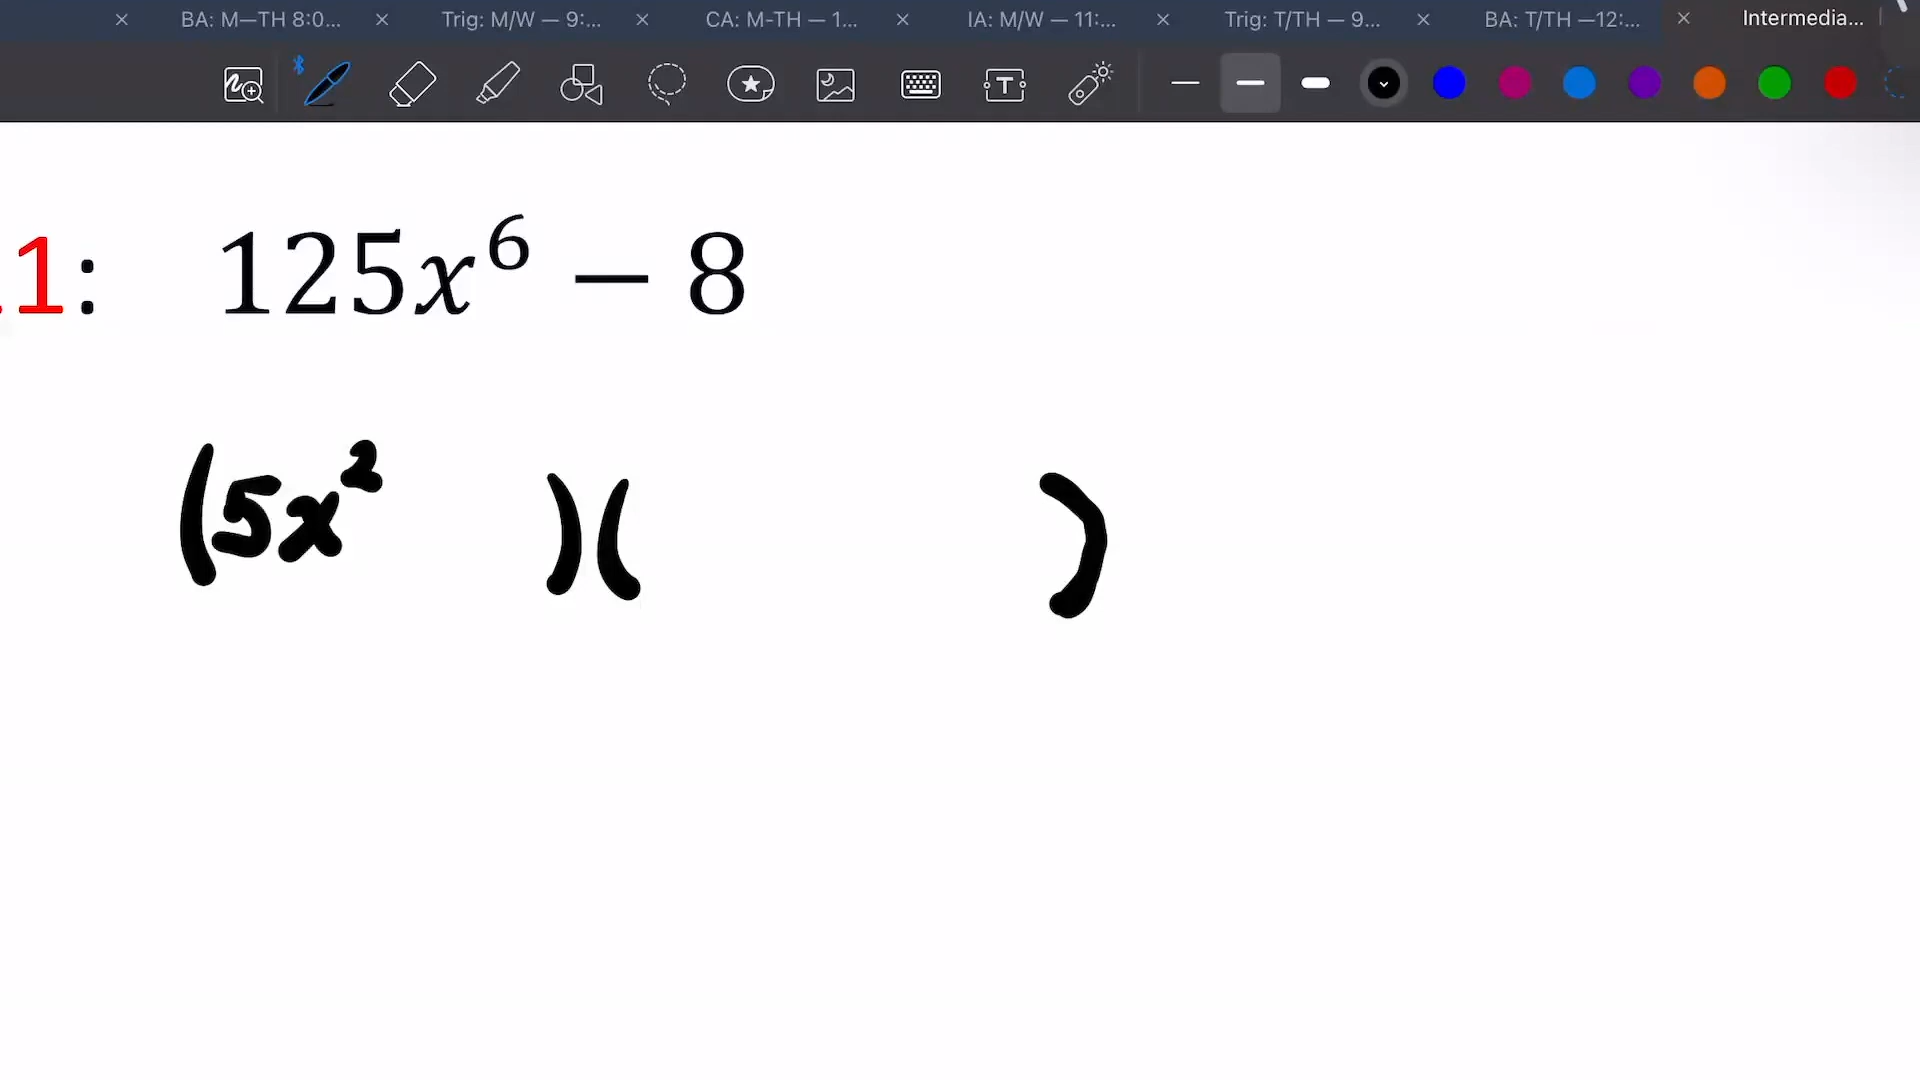 BA: M—TH 8:0... Trig: M/W — 9:... CA: M-TH — 1... IA: M/W — 11:... Trig: T/TH — 9... BA: T/TH —12:... Intermedia...
1: 125x⁶ − 8
(5x² )( )